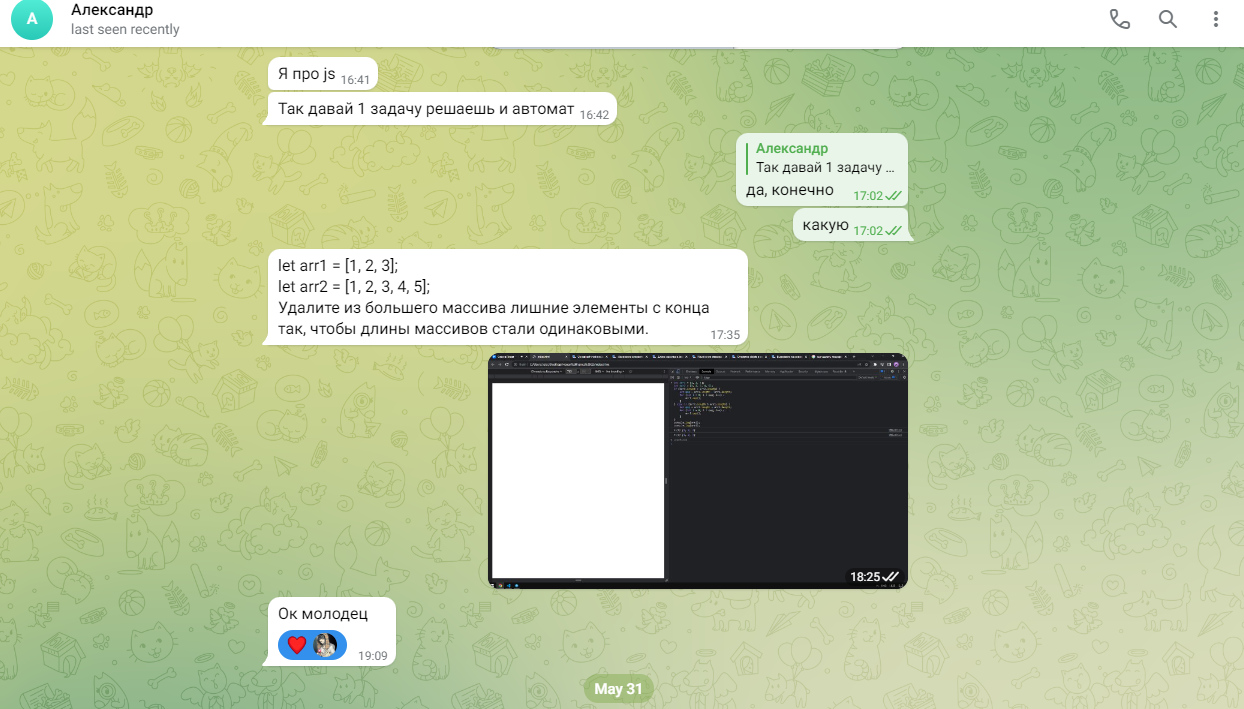 А
Александр
last seen recently
Я про js 16:41
Так давай 1 задачу решаешь и автомат 16:42
Александр
Так давай 1 задачу ...
да, конечно 17:02
какую 17:02
let arr1 = [1, 2, 3];
let arr2 = [1, 2, 3, 4, 5];
Удалите из большего массива лишние элементы с конца
так, чтобы длины массивов стали одинаковыми. 17:35
18:25
Ок молодец
19:09
May 31